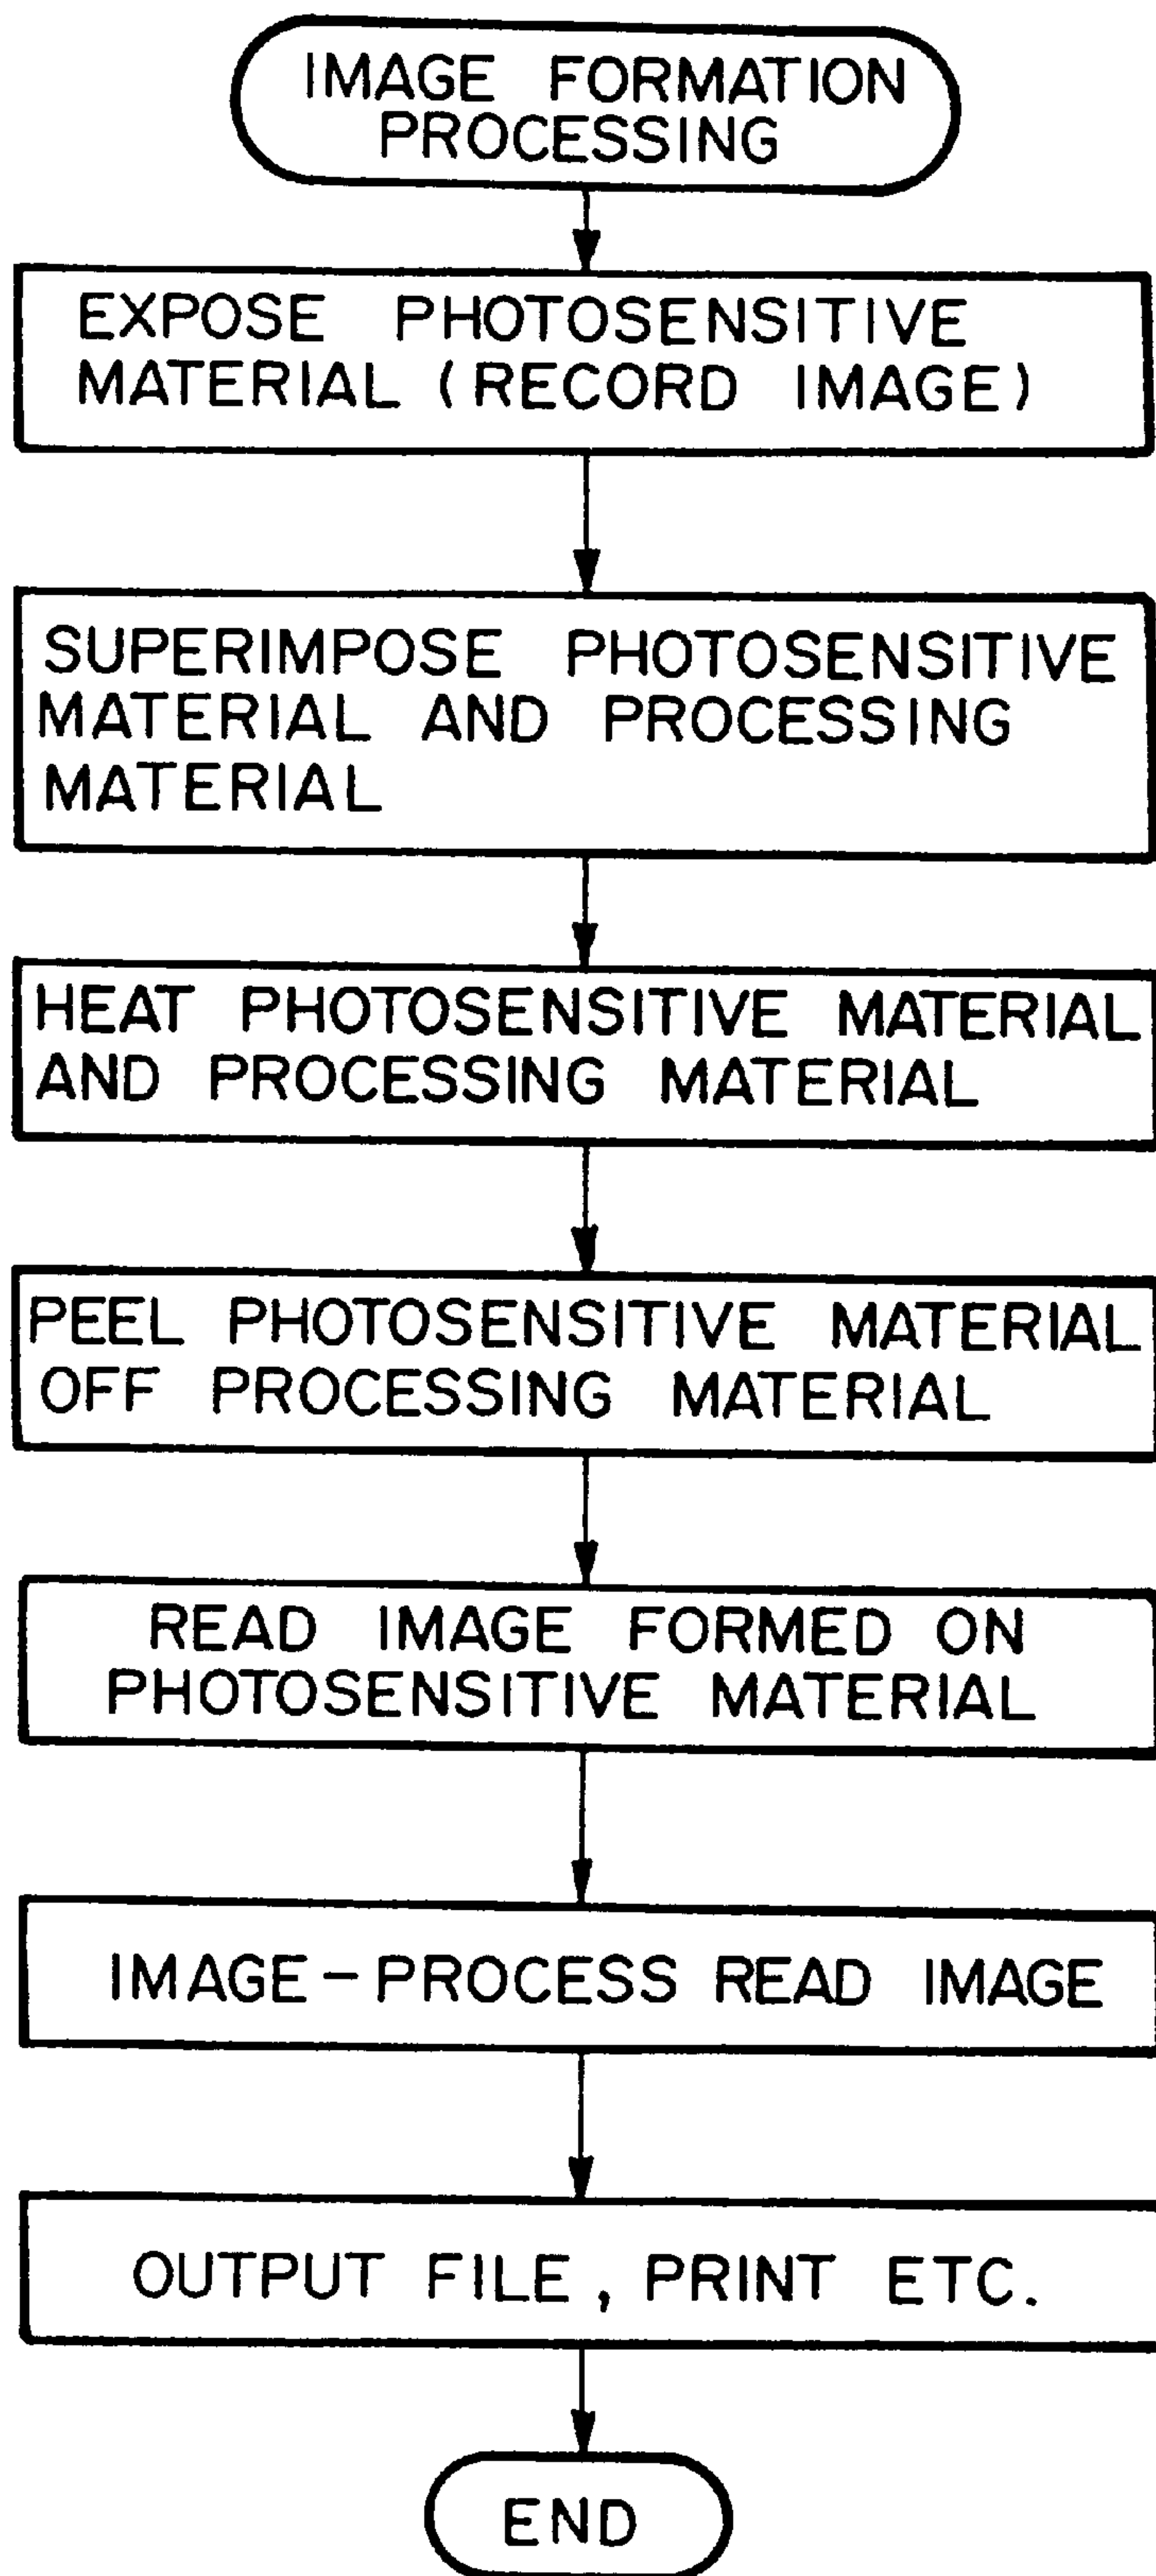 IMAGE FORMATION
PROCESSING
EXPOSE PHOTOSENSITIVE
MATERIAL (RECORD IMAGE)
SUPERIMPOSE PHOTOSENSITIVE
MATERIAL AND PROCESSING
MATERIAL
HEAT PHOTOSENSITIVE MATERIAL
AND PROCESSING MATERIAL
PEEL PHOTOSENSITIVE MATERIAL
OFF PROCESSING MATERIAL
READ IMAGE FORMED ON
PHOTOSENSITIVE MATERIAL
IMAGE-PROCESS READ IMAGE
OUTPUT FILE, PRINT ETC.
END